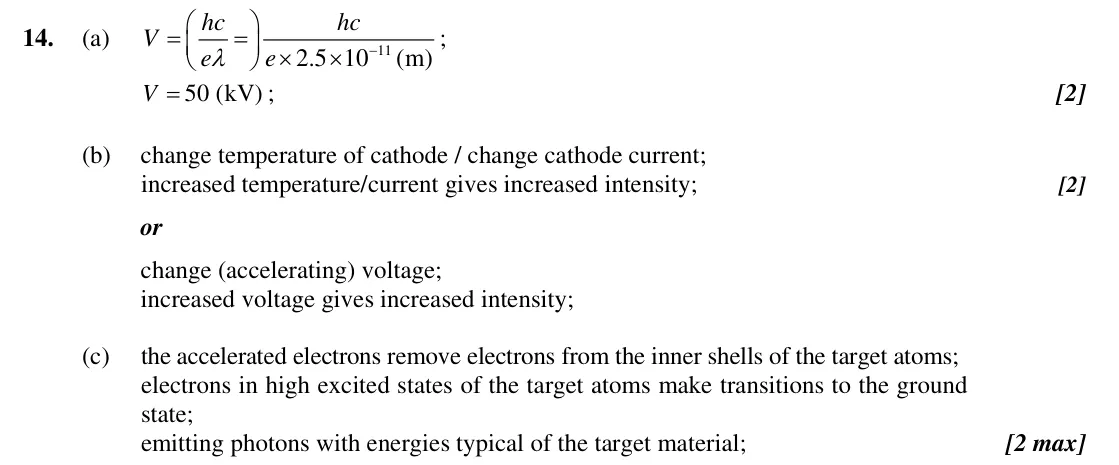 14. (a) V = (hc/eλ =) hc/(e × 2.5 × 10⁻¹¹ (m)) ;
V = 50 (kV) ; [2]
(b) change temperature of cathode / change cathode current;
increased temperature/current gives increased intensity; [2]
or
change (accelerating) voltage;
increased voltage gives increased intensity;
(c) the accelerated electrons remove electrons from the inner shells of the target atoms;
electrons in high excited states of the target atoms make transitions to the ground
state;
emitting photons with energies typical of the target material; [2 max]